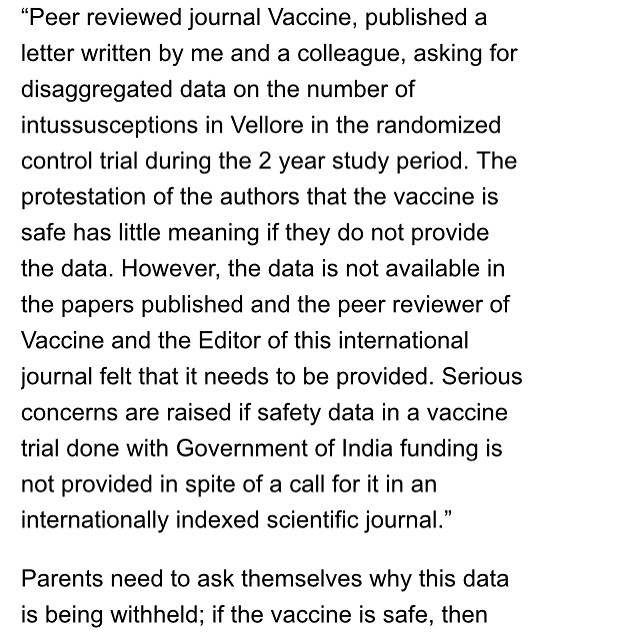 “Peer reviewed journal Vaccine, published a
letter written by me and a colleague, asking for
disaggregated data on the number of
intussusceptions in Vellore in the randomized
control trial during the 2 year study period. The
protestation of the authors that the vaccine is
safe has little meaning if they do not provide
the data. However, the data is not available in
the papers published and the peer reviewer of
Vaccine and the Editor of this international
journal felt that it needs to be provided. Serious
concerns are raised if safety data in a vaccine
trial done with Government of India funding is
not provided in spite of a call for it in an
internationally indexed scientific journal.”
Parents need to ask themselves why this data
is being withheld; if the vaccine is safe, then